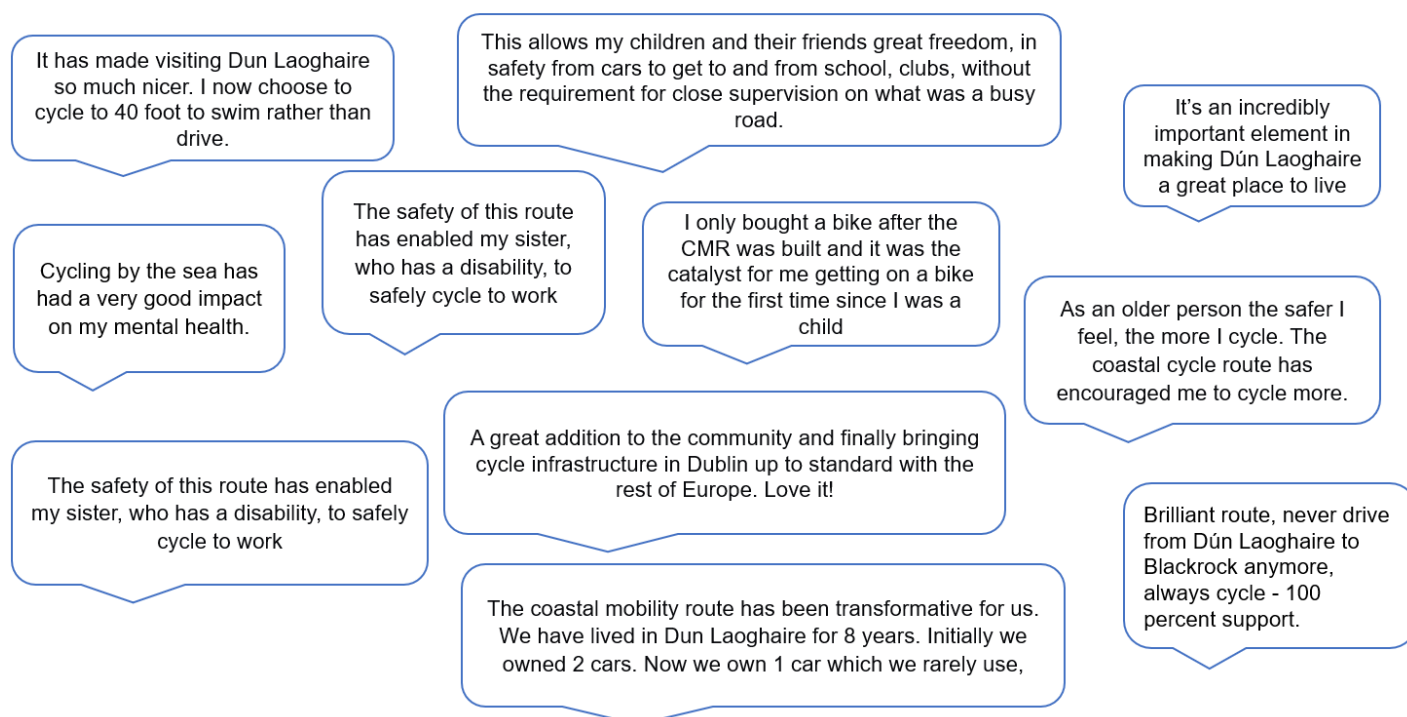 It has made visiting Dun Laoghaire
so much nicer. I now choose to
cycle to 40 foot to swim rather than
drive.
This allows my children and their friends great freedom, in
safety from cars to get to and from school, clubs, without
the requirement for close supervision on what was a busy
road.
It’s an incredibly
important element in
making Dún Laoghaire
a great place to live
The safety of this route
has enabled my sister,
who has a disability, to
safely cycle to work
I only bought a bike after the
CMR was built and it was the
catalyst for me getting on a bike
for the first time since I was a
child
Cycling by the sea has
had a very good impact
on my mental health.
As an older person the safer I
feel, the more I cycle. The
coastal cycle route has
encouraged me to cycle more.
A great addition to the community and finally bringing
cycle infrastructure in Dublin up to standard with the
rest of Europe. Love it!
The safety of this route has enabled
my sister, who has a disability, to safely
cycle to work
Brilliant route, never drive
from Dún Laoghaire to
Blackrock anymore,
always cycle - 100
percent support.
The coastal mobility route has been transformative for us.
We have lived in Dun Laoghaire for 8 years. Initially we
owned 2 cars. Now we own 1 car which we rarely use,